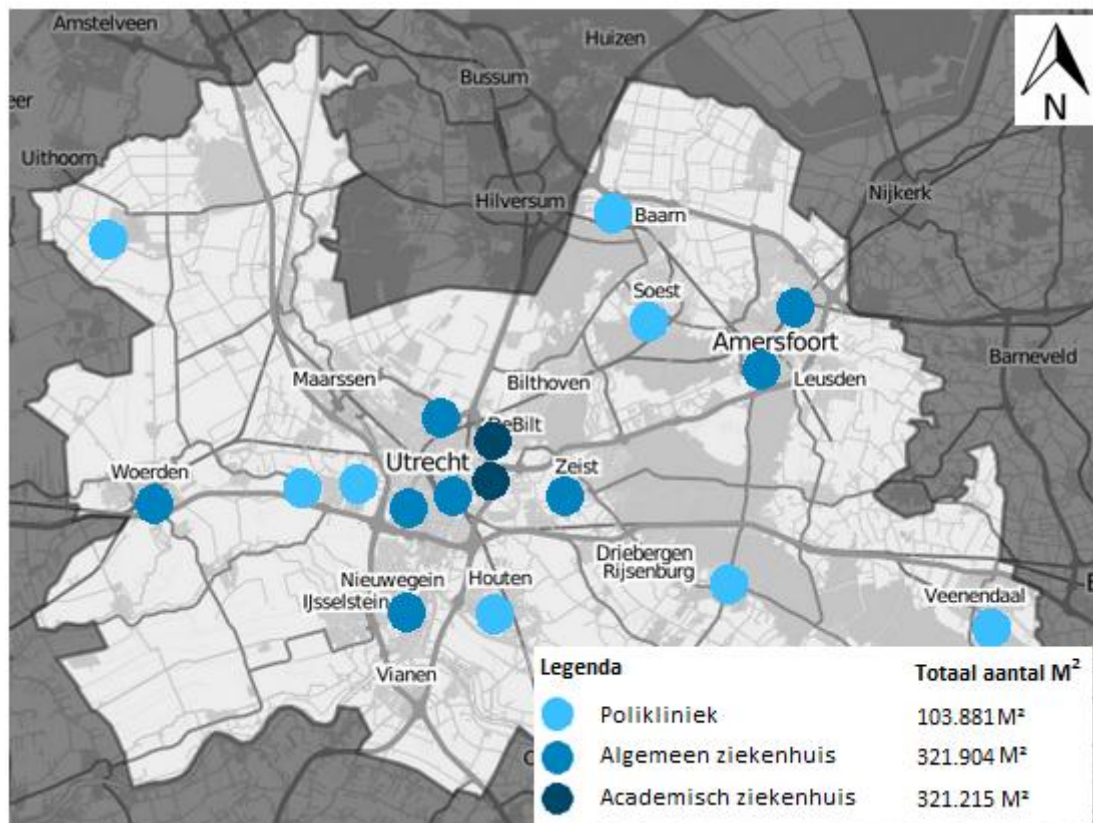 Amstelveen
Huizen
Bussum
N
eer
Uithoorn
Nijkerk
Hilversum
Baarn
Soest
Amersfoort
Barneveld
Maarssen
Bilthoven
Leusden
DeBilt
Utrecht
Woerden
Zeist
Driebergen
Rijsenburg
Nieuwegein
Houten
IJsselstein
Veenendaal
Vianen
Legenda Totaal aantal M²
Polikliniek 103.881 M²
Algemeen ziekenhuis 321.904 M²
Academisch ziekenhuis 321.215 M²